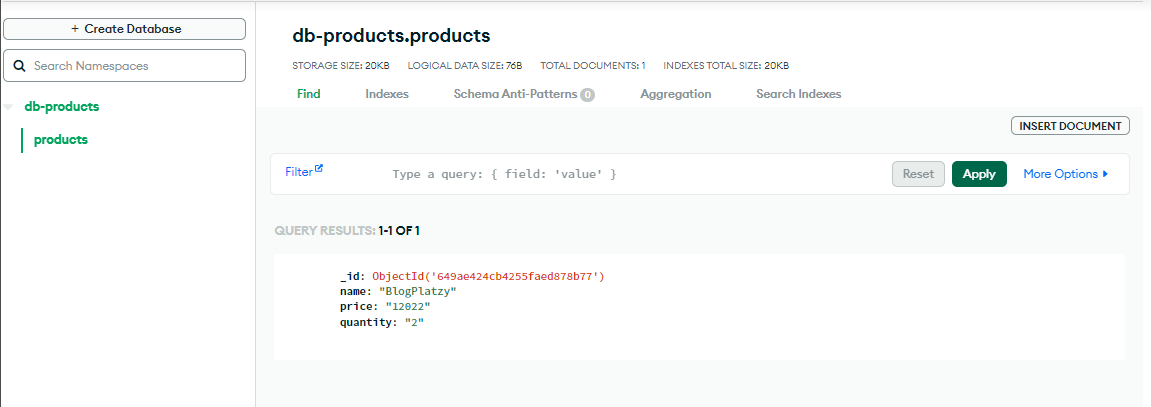 + Create Database
Search Namespaces
db-products
products
db-products.products
STORAGE SIZE: 20KB LOGICAL DATA SIZE: 76B TOTAL DOCUMENTS: 1 INDEXES TOTAL SIZE: 20KB
Find Indexes Schema Anti-Patterns 0 Aggregation Search Indexes
INSERT DOCUMENT
Filter Type a query: { field: 'value' } Reset Apply More Options
QUERY RESULTS: 1-1 OF 1
_id: ObjectId('649ae424cb4255faed878b77')
name: "BlogPlatzy"
price: "12022"
quantity: "2"